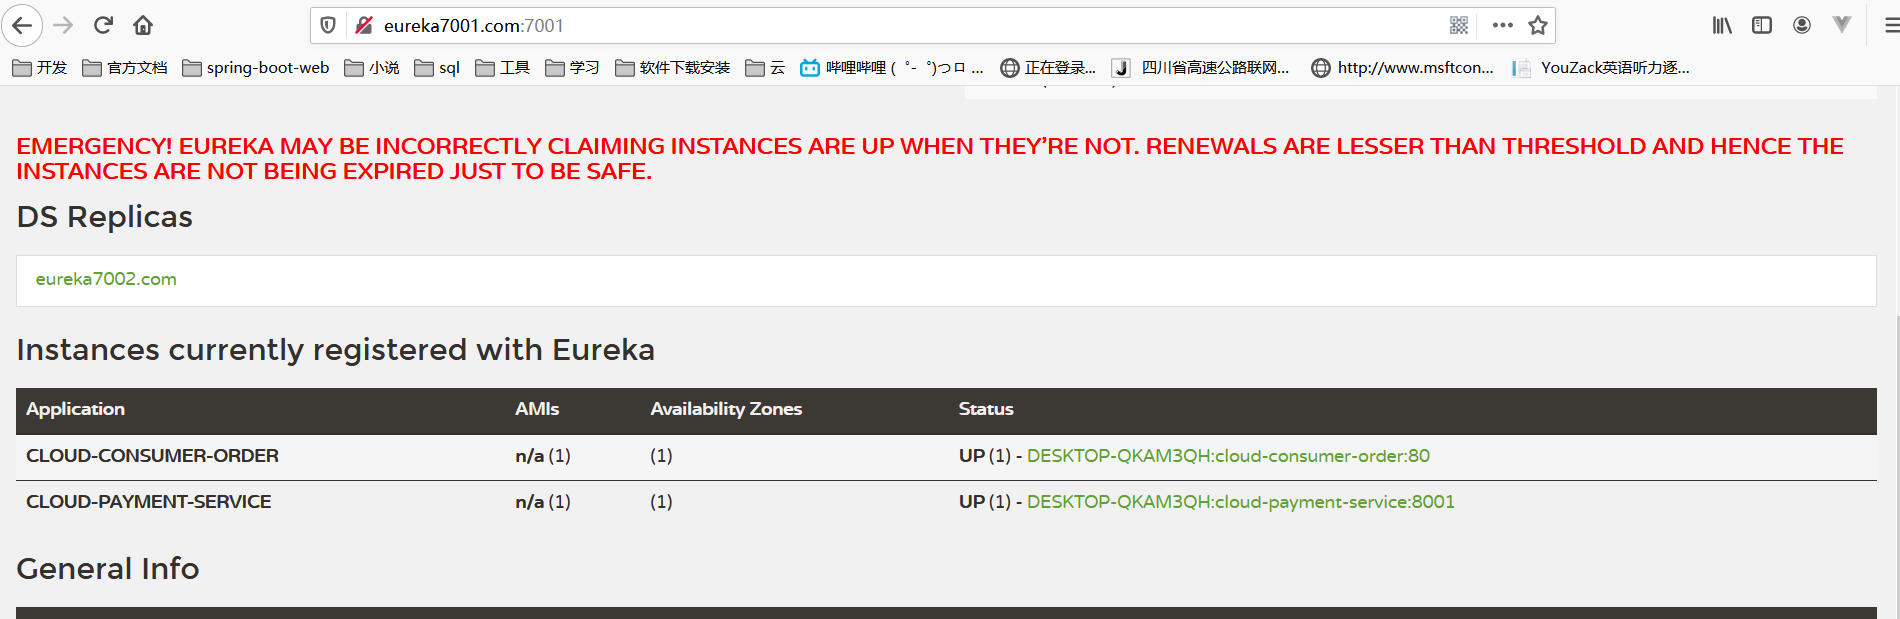 eureka7001.com:7001
开发 官方文档 spring-boot-web 小说 sql 工具 学习 软件下载安装 云 哔哩哔哩 ( ゜- ゜)つロ ... 正在登录... 四川省高速公路联网... http://www.msftcon... YouZack英语听力逐...
EMERGENCY! EUREKA MAY BE INCORRECTLY CLAIMING INSTANCES ARE UP WHEN THEY'RE NOT. RENEWALS ARE LESSER THAN THRESHOLD AND HENCE THE
INSTANCES ARE NOT BEING EXPIRED JUST TO BE SAFE.
DS Replicas
eureka7002.com
Instances currently registered with Eureka
Application AMIs Availability Zones Status
CLOUD-CONSUMER-ORDER n/a (1) (1) UP (1) - DESKTOP-QKAM3QH:cloud-consumer-order:80
CLOUD-PAYMENT-SERVICE n/a (1) (1) UP (1) - DESKTOP-QKAM3QH:cloud-payment-service:8001
General Info